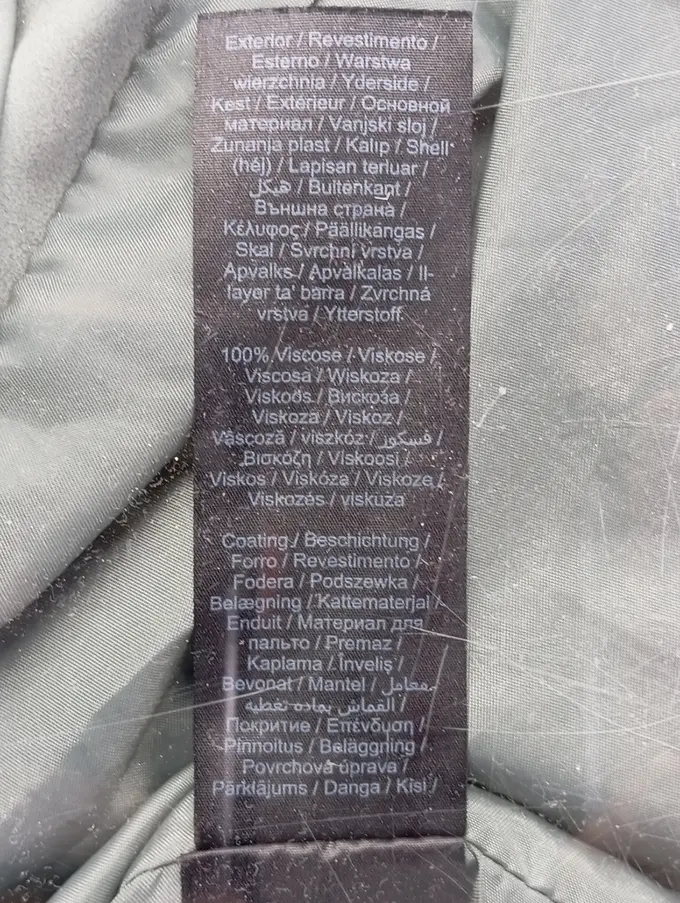 Exterior / Revestimento /
Esterno / Warstwa
wierzchnia / Yderside /
Kest / Extérieur / Основной
материал / Vanjski sloj /
Zunanja plast / Kalıp / Shell
(héj) / Lapisan terluar /
هيكل / Buitenkant /
Външна страна /
Κέλυφος / Päällikangas /
Skal / Svrchní vrstva /
Apvalks / Apvalkalas / Il-
layer ta' barra / Zvrchná
vrstva / Ytterstoff
100% Viscose / Viskose /
Viscosa / Wiskoza /
Viskoos / Вискоза /
Viskoza / Viskoz /
Vâscoză / viszkóz / فسكوز /
Βισκόζη / Viskoosi /
Viskos / Viskóza / Viskoze /
Viskozės / viskuża
Coating / Beschichtung /
Forro / Revestimento /
Fodera / Podszewka /
Belægning / Kattematerjal /
Enduit / Материал для
пальто / Premaz /
Kaplama / Înveliş /
Bevonat / Mantel / معامل
القماش بماده تغطيه /
Покритие / Επένδυση /
Pinnoitus / Beläggning /
Povrchová úprava /
Pārklājums / Danga / Kisi /